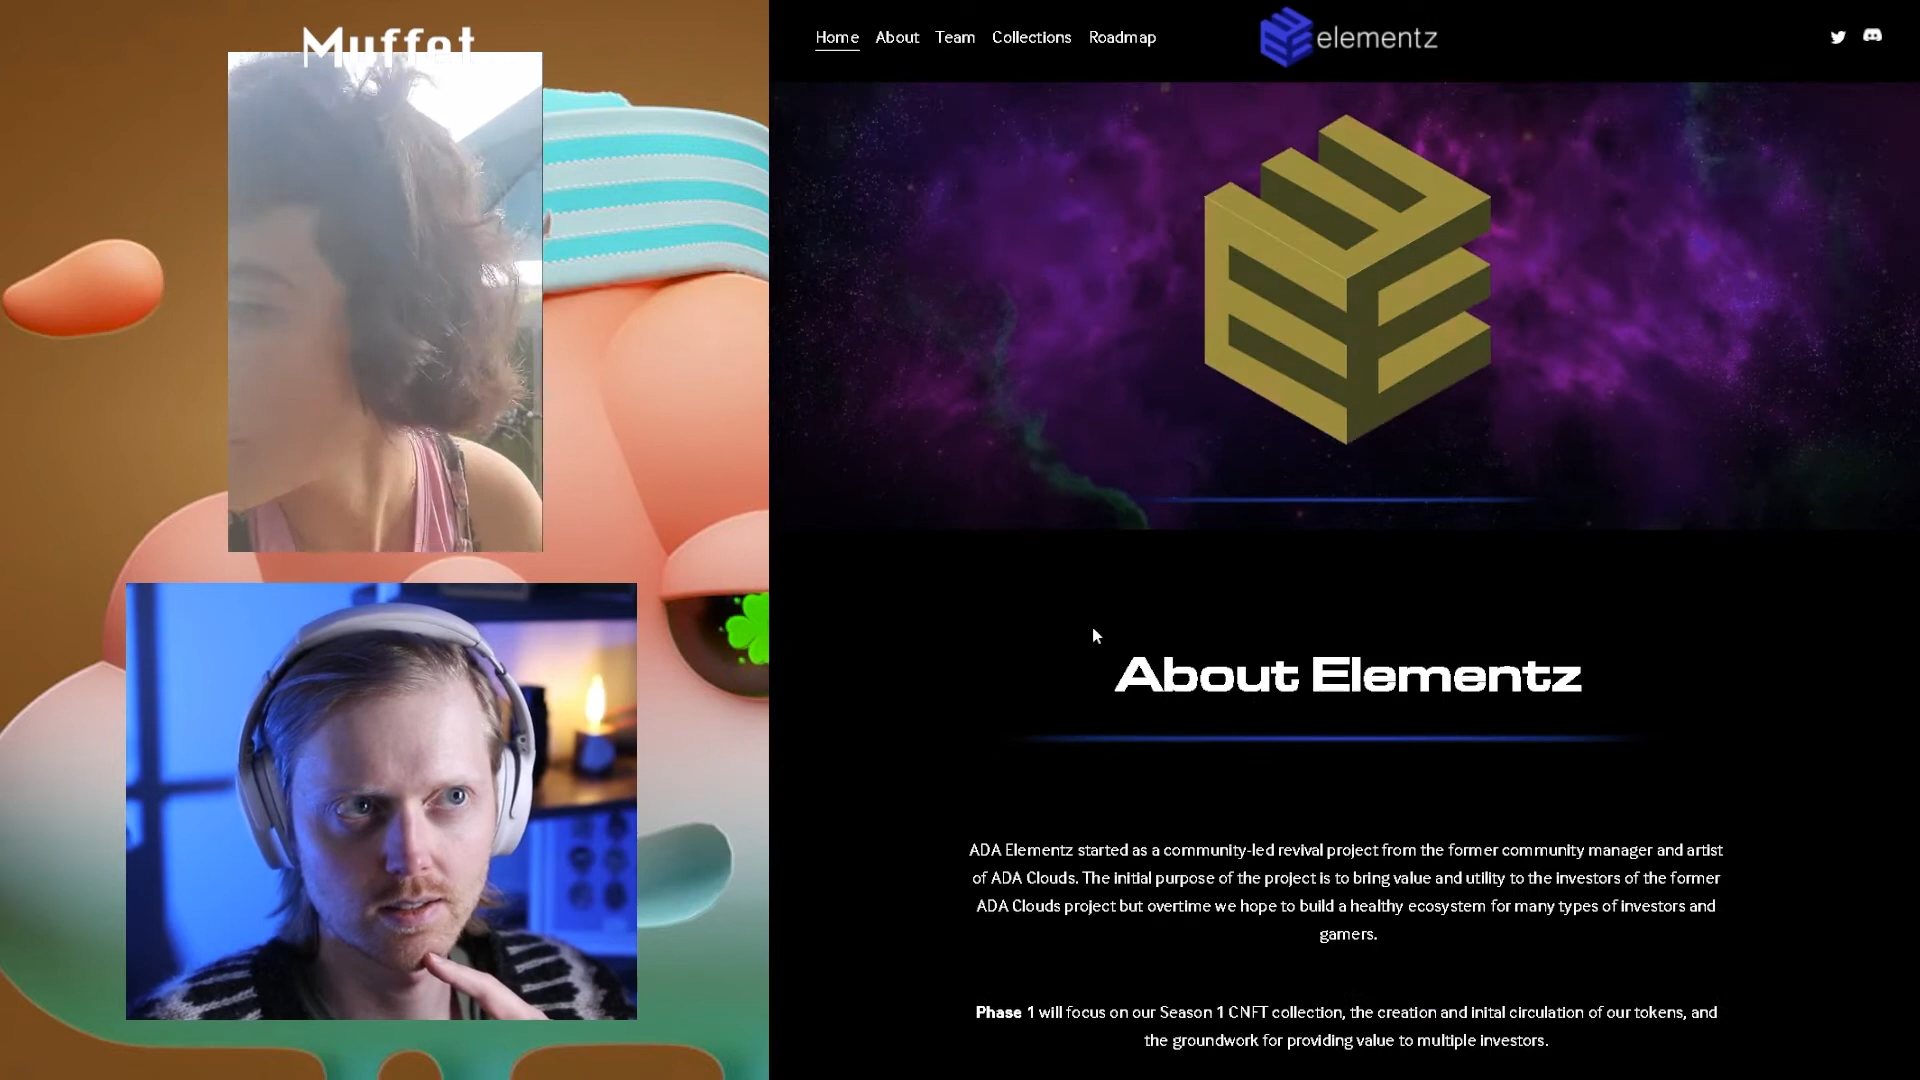 Muffet
Home About Team Collections Roadmap
elementz
About Elementz
ADA Elementz started as a community-led revival project from the former community manager and artist
of ADA Clouds. The initial purpose of the project is to bring value and utility to the investors of the former
ADA Clouds project but overtime we hope to build a healthy ecosystem for many types of investors and
gamers.
Phase 1 will focus on our Season 1 CNFT collection, the creation and inital circulation of our tokens, and
the groundwork for providing value to multiple investors.